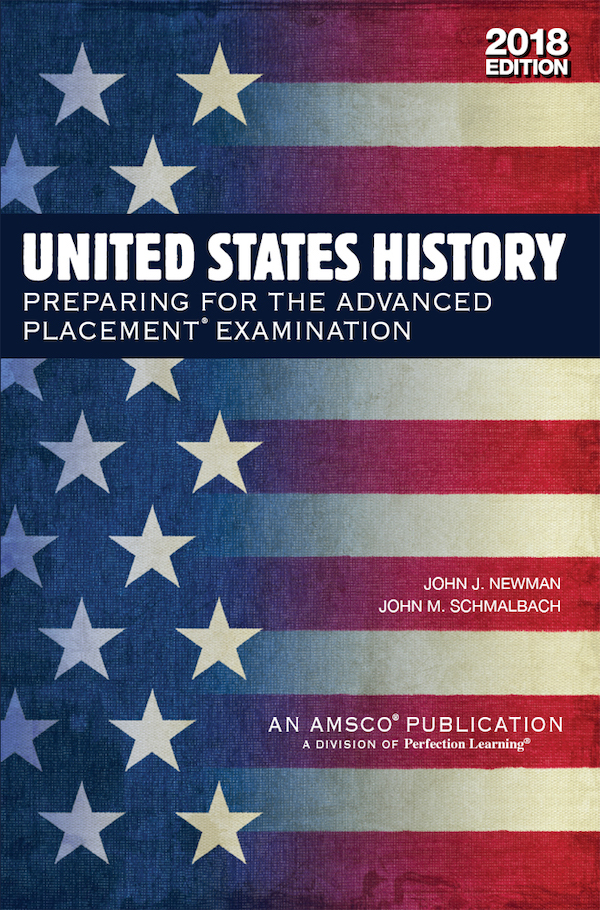 2018
EDITION
UNITED STATES HISTORY
PREPARING FOR THE ADVANCED
PLACEMENT® EXAMINATION
JOHN J. NEWMAN
JOHN M. SCHMALBACH
AN AMSCO® PUBLICATION
A DIVISION OF Perfection Learning®